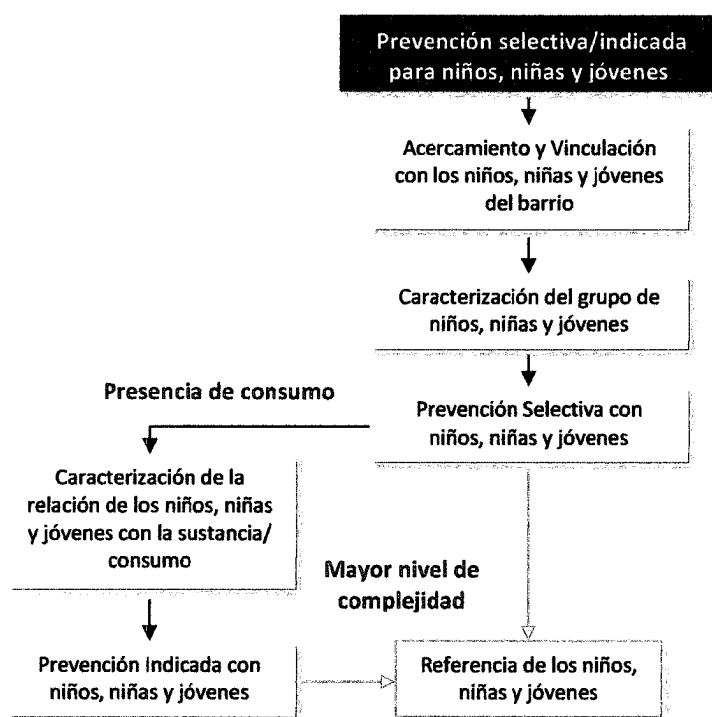 Prevención selectiva/indicada
para niños, niñas y jóvenes
Acercamiento y Vinculación
con los niños, niñas y jóvenes
del barrio
Caracterización del grupo de
niños, niñas y jóvenes
Presencia de consumo
Prevención Selectiva con
niños, niñas y jóvenes
Caracterización de la
relación de los niños, niñas
y jóvenes con la sustancia/
consumo
Mayor nivel de
complejidad
Prevención Indicada con
niños, niñas y jóvenes
Referencia de los niños,
niñas y jóvenes